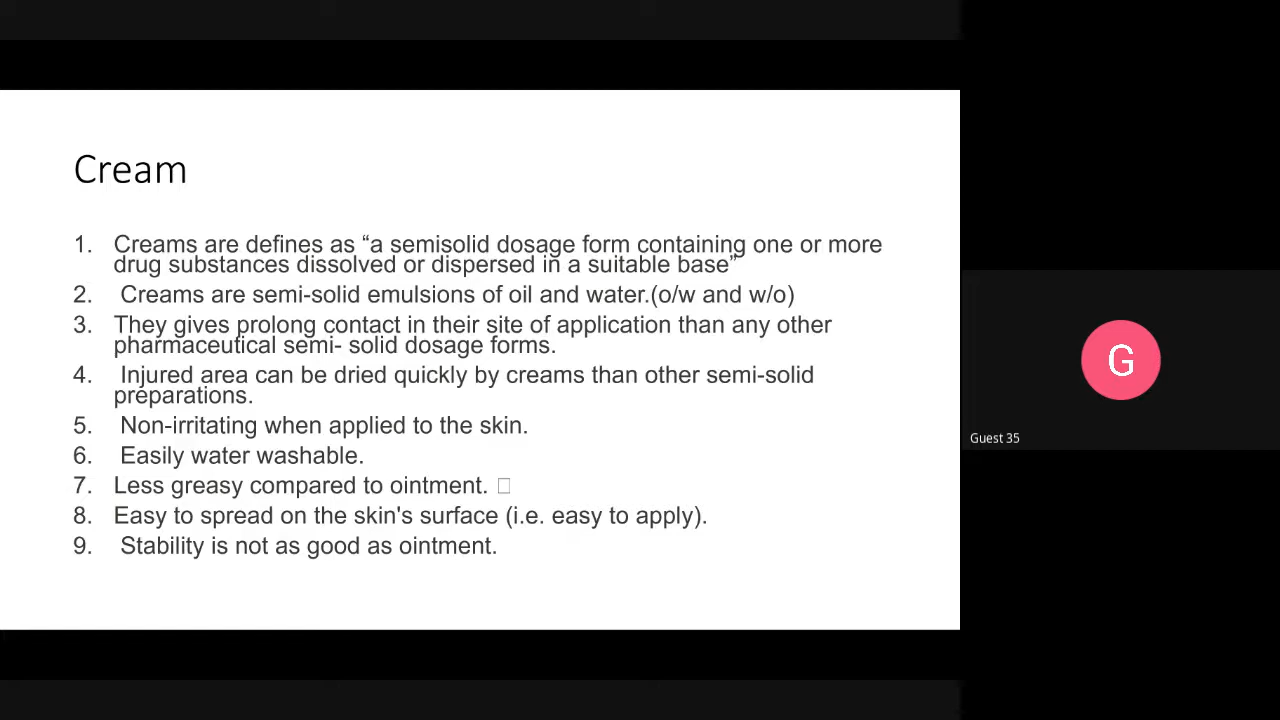 Cream
1. Creams are defines as “a semisolid dosage form containing one or more
drug substances dissolved or dispersed in a suitable base”
2. Creams are semi-solid emulsions of oil and water.(o/w and w/o)
3. They gives prolong contact in their site of application than any other
pharmaceutical semi- solid dosage forms.
4. Injured area can be dried quickly by creams than other semi-solid
preparations.
5. Non-irritating when applied to the skin.
6. Easily water washable.
7. Less greasy compared to ointment. □
8. Easy to spread on the skin's surface (i.e. easy to apply).
9. Stability is not as good as ointment.
G
Guest 35